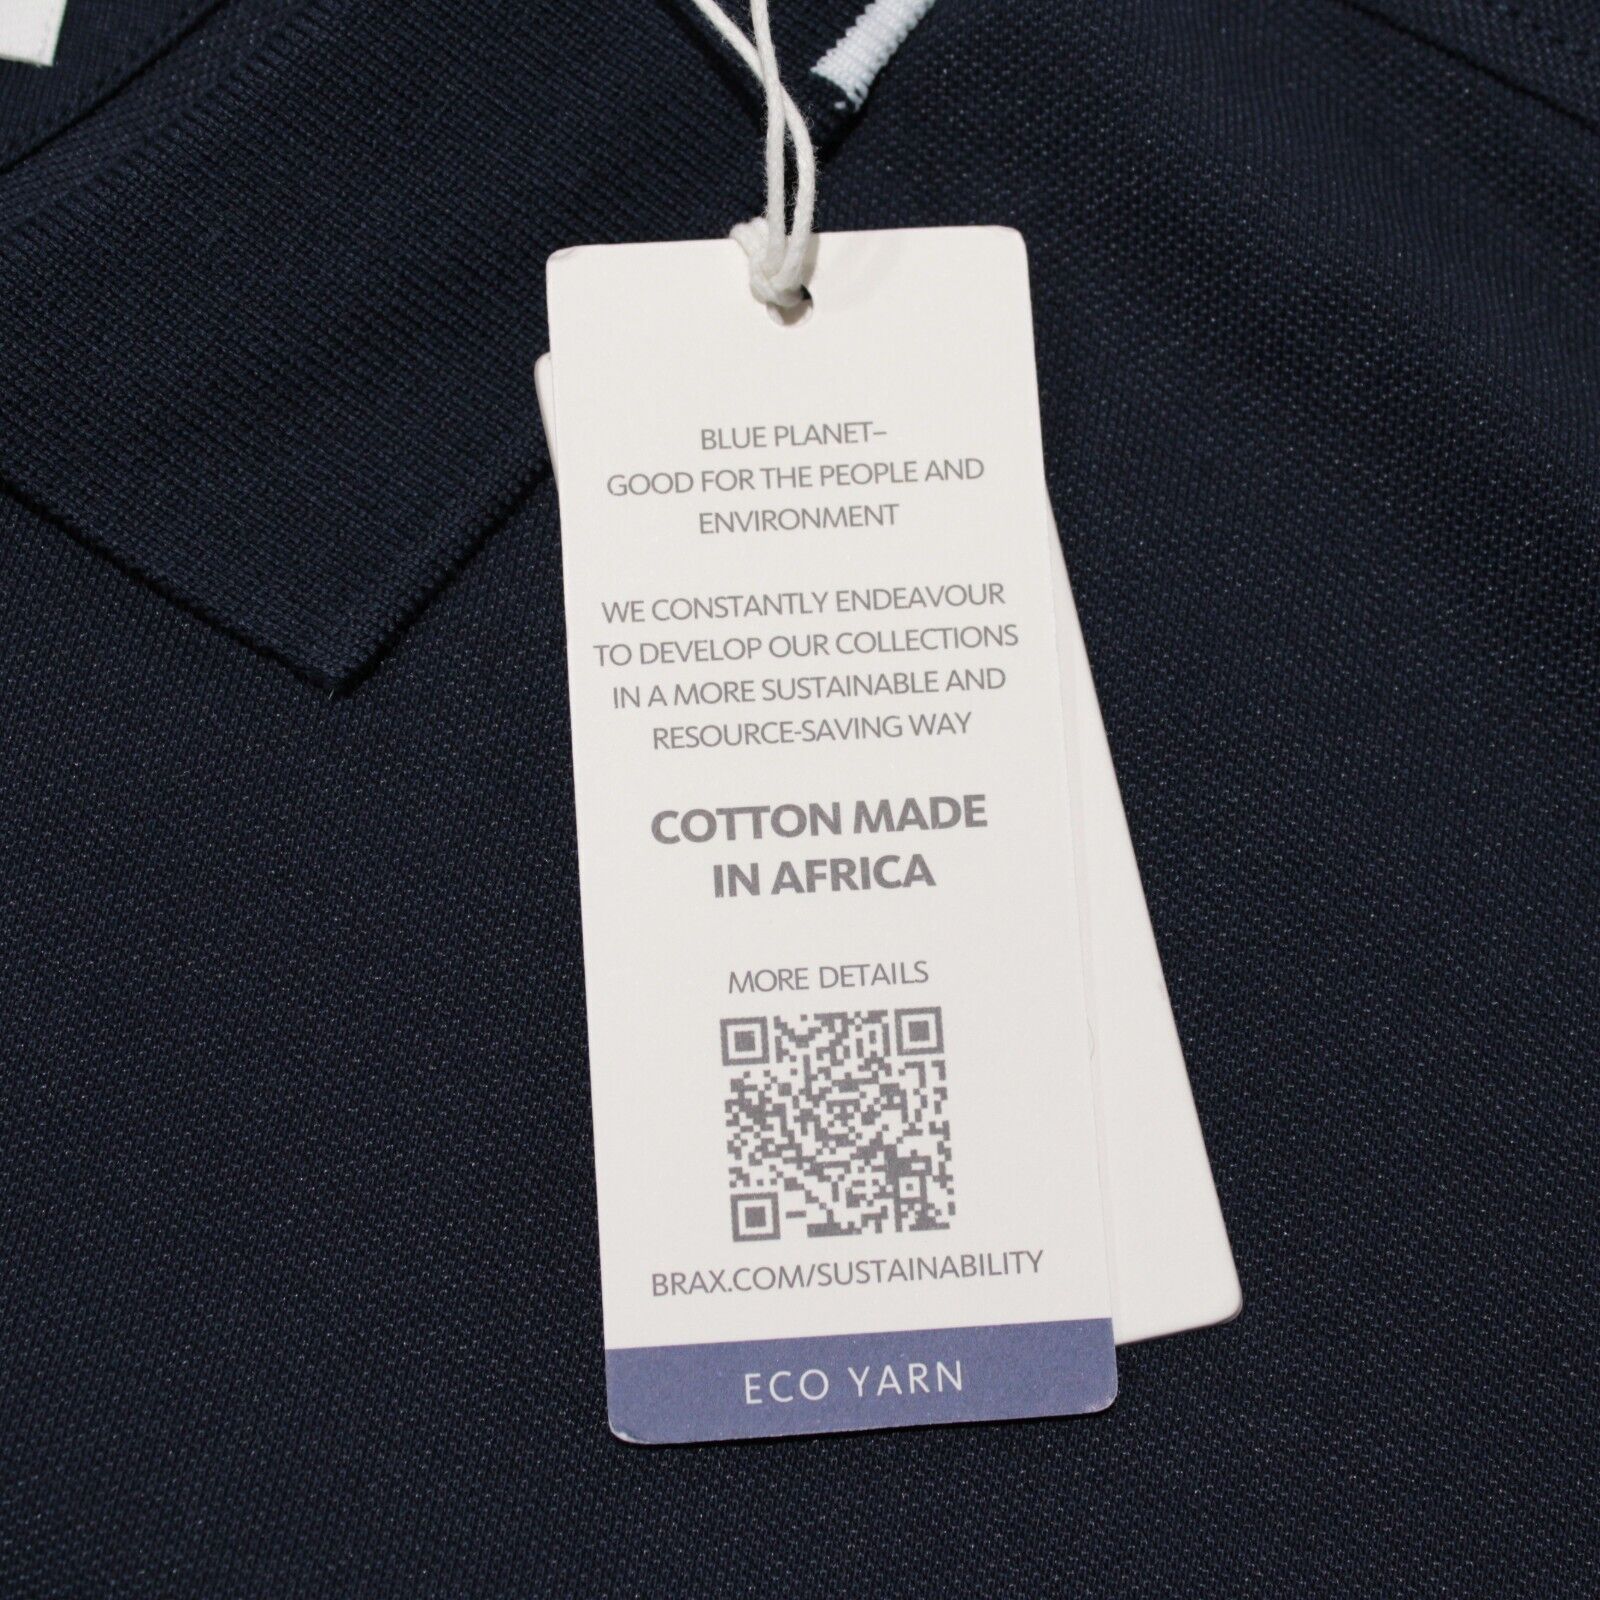 BLUE PLANET–
GOOD FOR THE PEOPLE AND
ENVIRONMENT
WE CONSTANTLY ENDEAVOUR
TO DEVELOP OUR COLLECTIONS
IN A MORE SUSTAINABLE AND
RESOURCE-SAVING WAY
COTTON MADE
IN AFRICA
MORE DETAILS
BRAX.COM/SUSTAINABILITY
ECO YARN